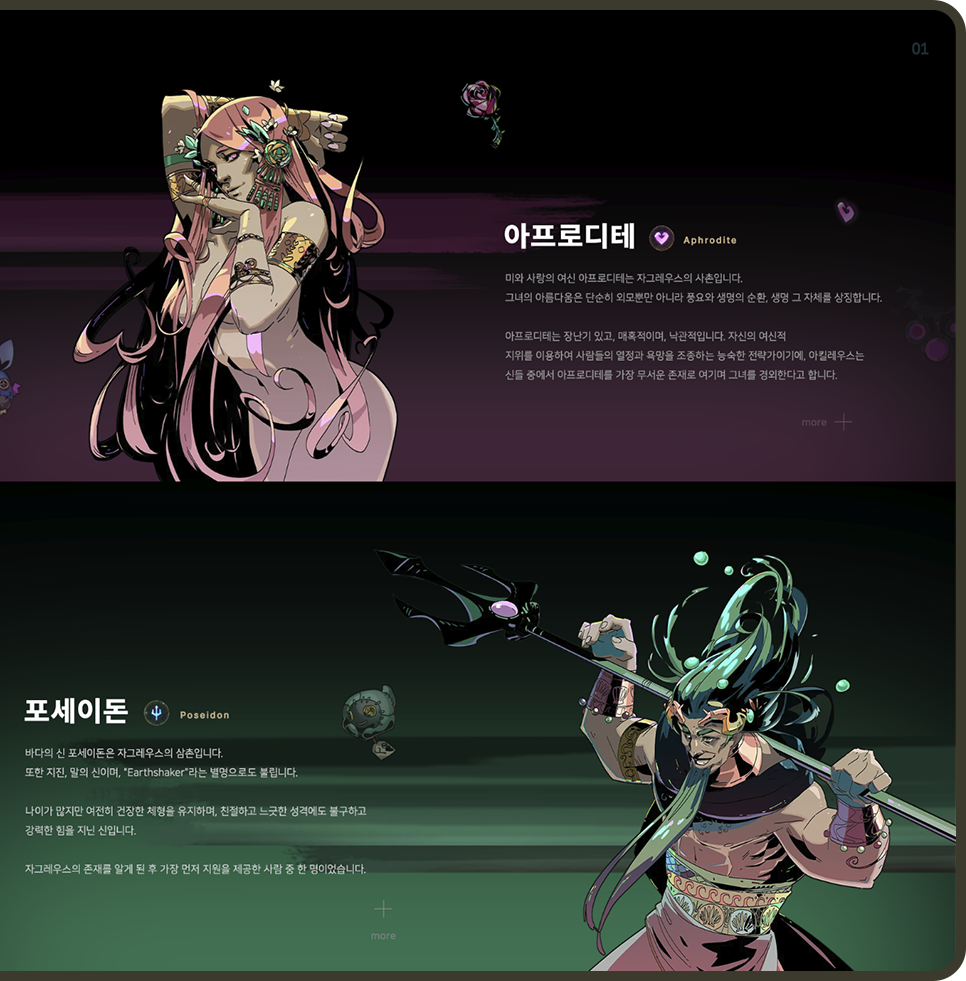 01
아프로디테 Aphrodite
미와 사랑의 여신 아프로디테는 자그레우스의 사촌입니다.
그녀의 아름다움은 단순히 외모뿐만 아니라 풍요와 생명의 순환, 생명 그 자체를 상징합니다.
아프로디테는 장난기 있고, 매혹적이며, 낙관적입니다. 자신의 여신적
지위를 이용하여 사람들의 열정과 욕망을 조종하는 능숙한 전략가이기에, 아킬레우스는
신들 중에서 아프로디테를 가장 무서운 존재로 여기며 그녀를 경외한다고 합니다.
more
포세이돈 Poseidon
바다의 신 포세이돈은 자그레우스의 삼촌입니다.
또한 지진, 말의 신이며, "Earthshaker"라는 별명으로도 불립니다.
나이가 많지만 여전히 건장한 체형을 유지하며, 친절하고 느긋한 성격에도 불구하고
강력한 힘을 지닌 신입니다.
자그레우스의 존재를 알게 된 후 가장 먼저 지원을 제공한 사람 중 한 명이었습니다.
more